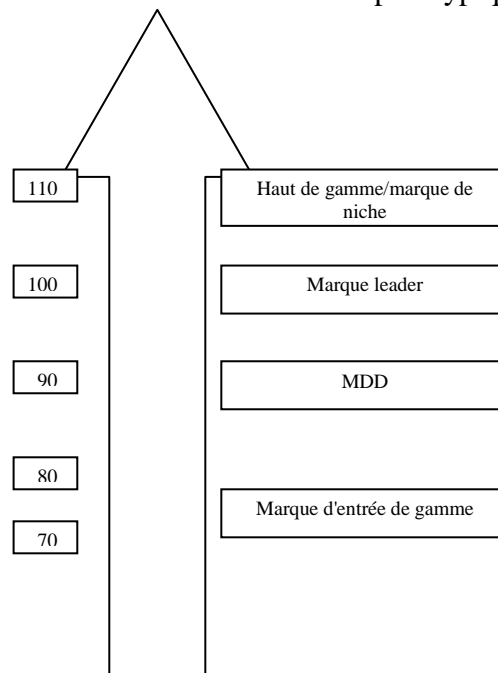 110
Haut de gamme/marque de
niche
100
Marque leader
90
MDD
80
Marque d'entrée de gamme
70